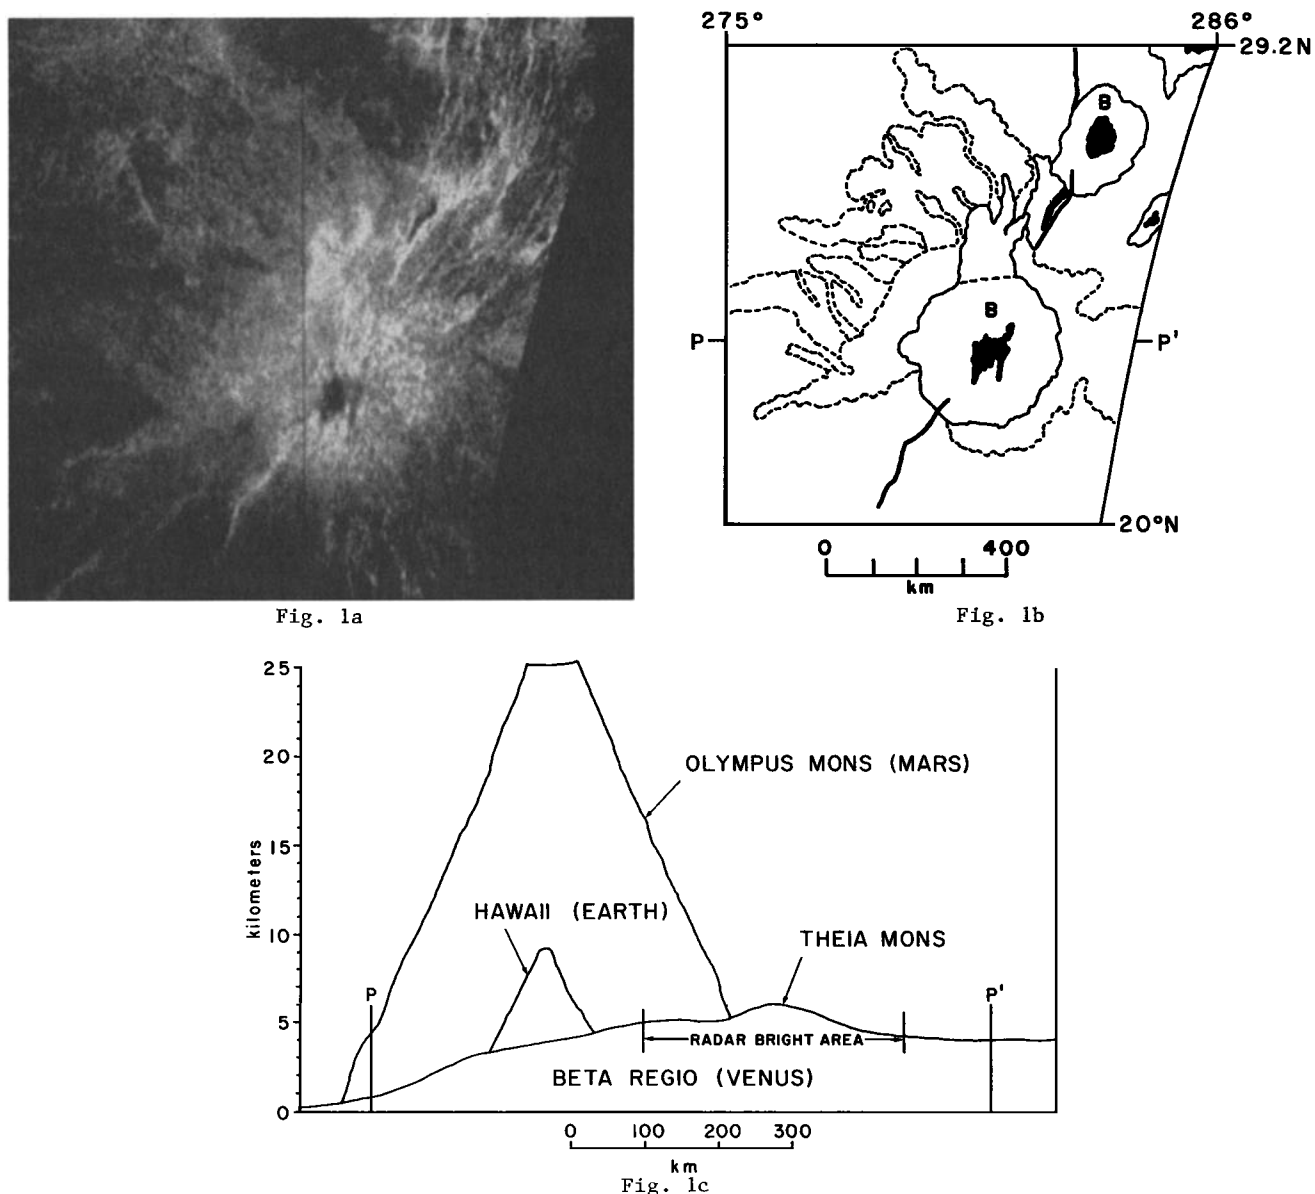 275°
286°
29.2N
B
B
P
P'
20°N
0 400
km
Fig. 1a
Fig. 1b
25
20
15
10
5
0
kilometers
OLYMPUS MONS (MARS)
HAWAII (EARTH)
THEIA MONS
P
P'
RADAR BRIGHT AREA
BETA REGIO (VENUS)
0 100 200 300
km
Fig. 1c